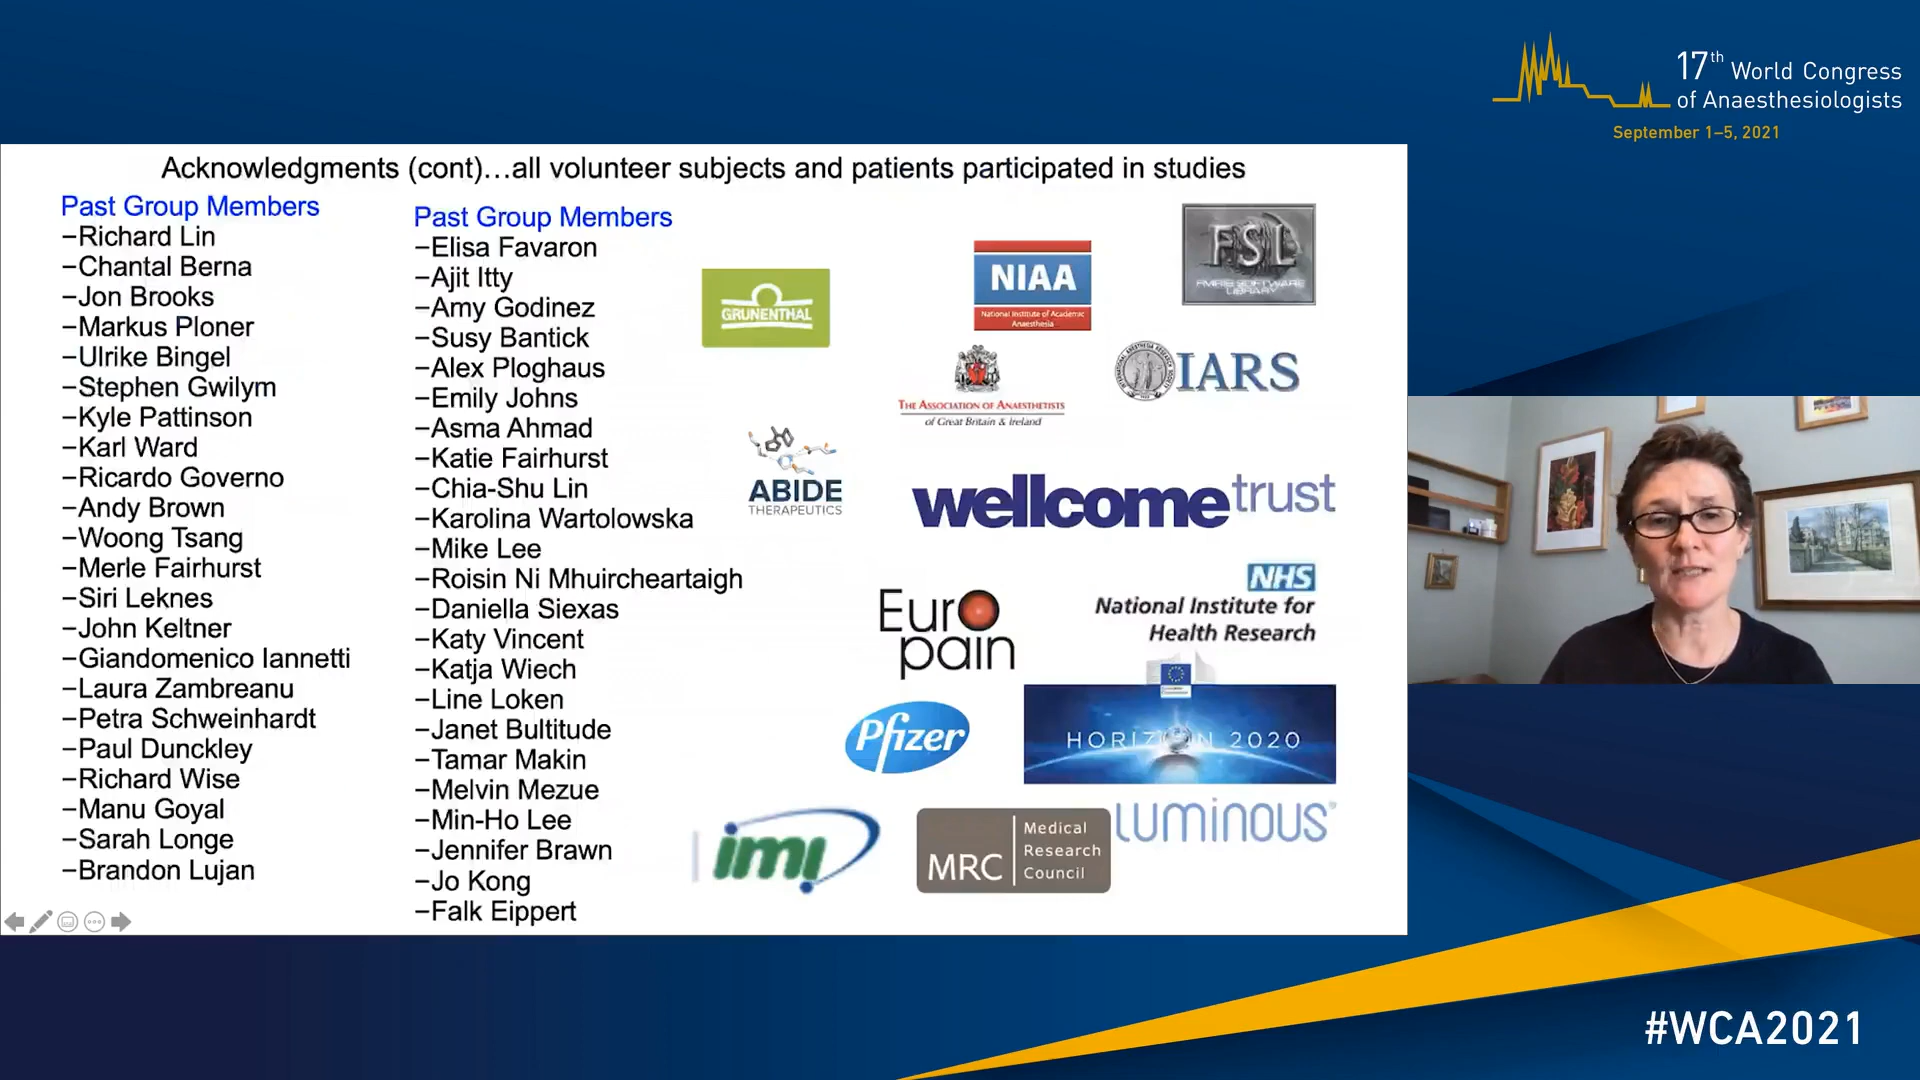 17th World Congress
of Anaesthesiologists
September 1–5, 2021
Acknowledgments (cont)…all volunteer subjects and patients participated in studies
Past Group Members
–Richard Lin
–Chantal Berna
–Jon Brooks
–Markus Ploner
–Ulrike Bingel
–Stephen Gwilym
–Kyle Pattinson
–Karl Ward
–Ricardo Governo
–Andy Brown
–Woong Tsang
–Merle Fairhurst
–Siri Leknes
–John Keltner
–Giandomenico Iannetti
–Laura Zambreanu
–Petra Schweinhardt
–Paul Dunckley
–Richard Wise
–Manu Goyal
–Sarah Longe
–Brandon Lujan
Past Group Members
–Elisa Favaron
–Ajit Itty
–Amy Godinez
–Susy Bantick
–Alex Ploghaus
–Emily Johns
–Asma Ahmad
–Katie Fairhurst
–Chia-Shu Lin
–Karolina Wartolowska
–Mike Lee
–Roisin Ni Mhuircheartaigh
–Daniella Siexas
–Katy Vincent
–Katja Wiech
–Line Loken
–Janet Bultitude
–Tamar Makin
–Melvin Mezue
–Min-Ho Lee
–Jennifer Brawn
–Jo Kong
–Falk Eippert
GRUNENTHAL
NIAA
National Institute of Academic
Anaesthesia
FSL
FMRIB SOFTWARE
LIBRARY
THE ASSOCIATION OF ANAESTHETISTS
of Great Britain & Ireland
IARS
ABIDE
THERAPEUTICS
wellcome trust
Euro
pain
NHS
National Institute for
Health Research
Pfizer
HORIZON 2020
imi
MRC
Medical
Research
Council
LUMINOUS
#WCA2021